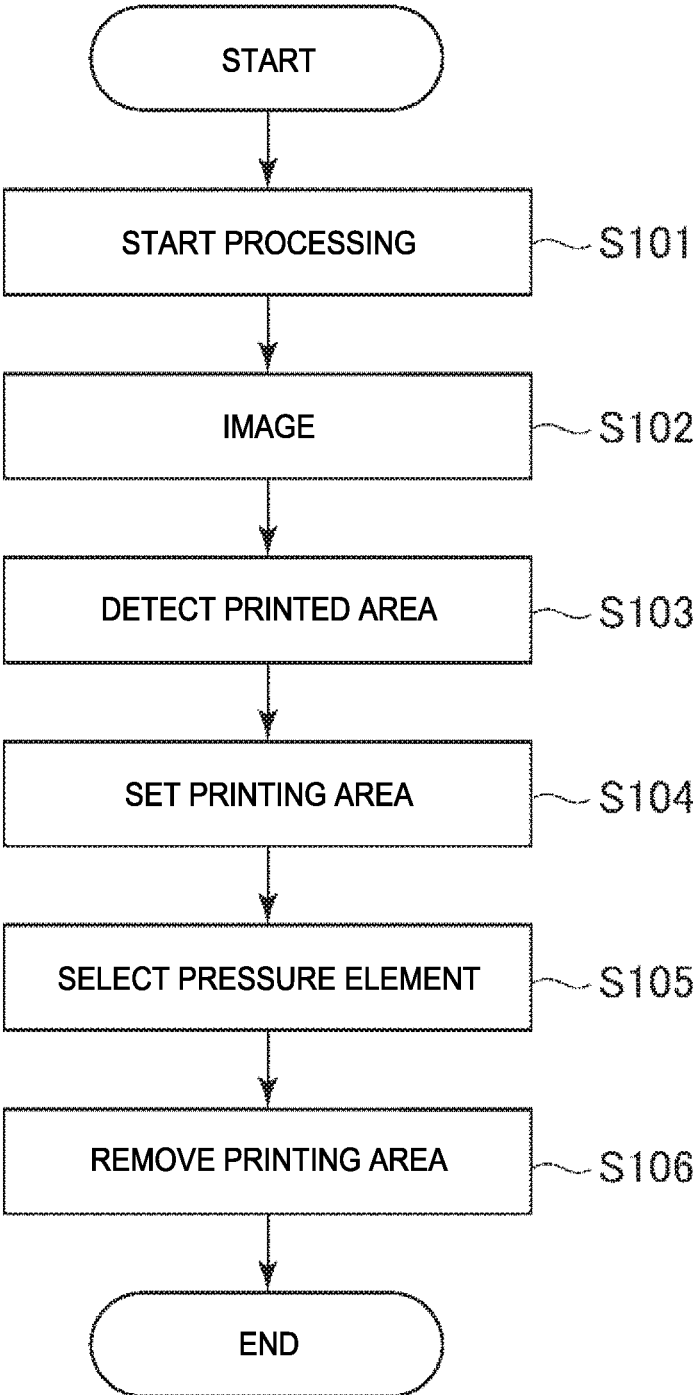 START
START PROCESSING S101
IMAGE S102
DETECT PRINTED AREA S103
SET PRINTING AREA S104
SELECT PRESSURE ELEMENT S105
REMOVE PRINTING AREA S106
END